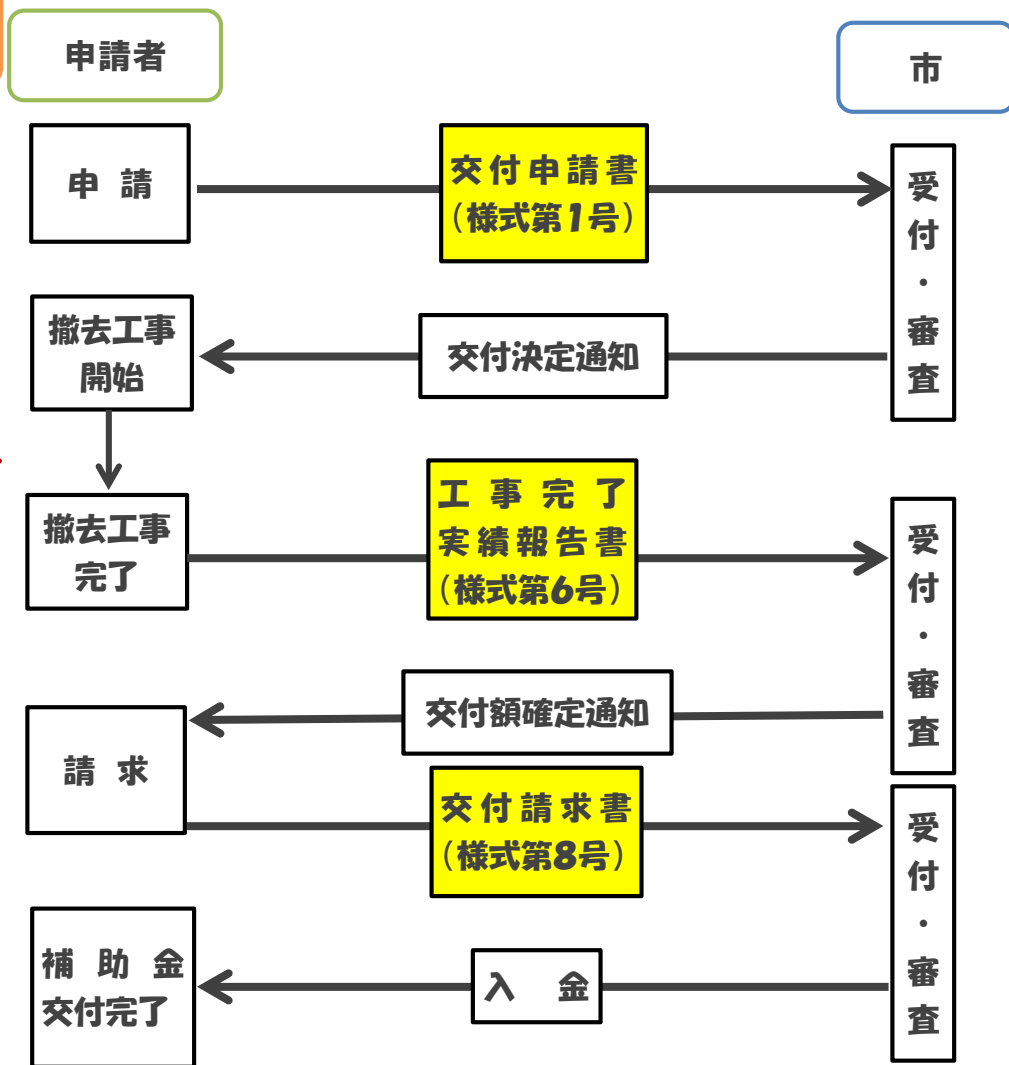 申請者
市
申 請
交付申請書
(様式第1号)
受付・審査
撤去工事
開始
交付決定通知
撤去工事
完了
工 事 完 了
実績報告書
(様式第6号)
受付・審査
交付額確定通知
請 求
交付請求書
(様式第8号)
受付・審査
補 助 金
交付完了
入 金